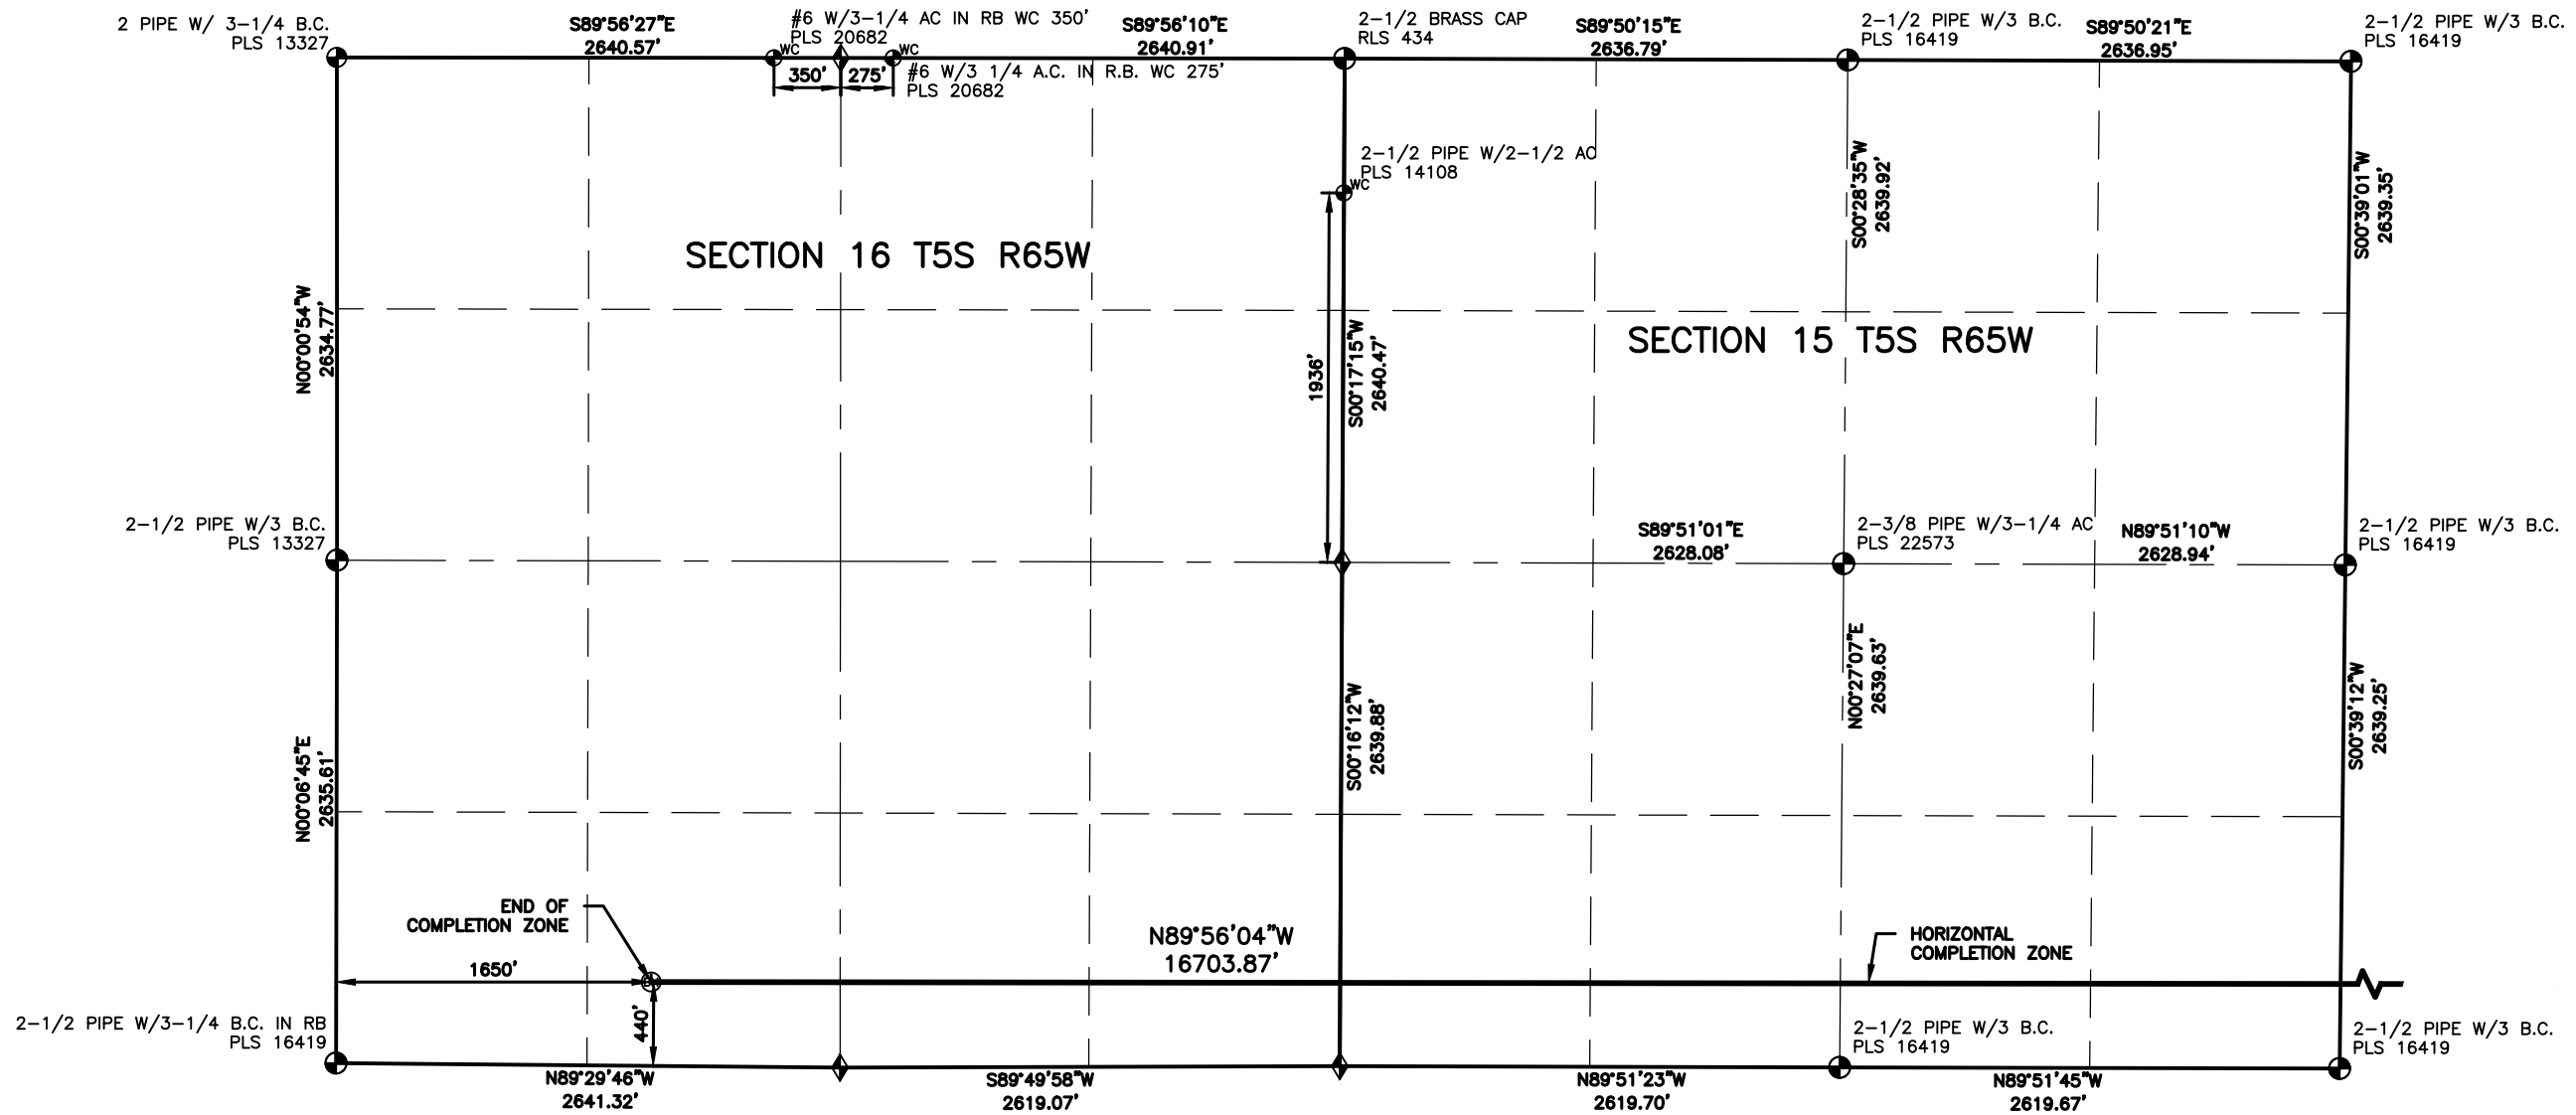 2 PIPE W/ 3-1/4 B.C.
PLS 13327
S89°56'27"E
2640.57'
#6 W/3-1/4 AC IN RB WC 350'
PLS 20682
WC
WC
350'
275'
#6 W/3 1/4 A.C. IN R.B. WC 275'
PLS 20682
S89°56'10"E
2640.91'
2-1/2 BRASS CAP
RLS 434
S89°50'15"E
2636.79'
2-1/2 PIPE W/3 B.C.
PLS 16419
S89°50'21"E
2636.95'
2-1/2 PIPE W/3 B.C.
PLS 16419
2-1/2 PIPE W/2-1/2 AC
PLS 14108
WC
S00°28'35"W
2639.92'
S00°39'01"W
2639.35'
SECTION 16 T5S R65W
SECTION 15 T5S R65W
N00°00'54"W
2634.77'
1936'
S00°17'15"W
2640.47'
2-1/2 PIPE W/3 B.C.
PLS 13327
S89°51'01"E
2628.08'
2-3/8 PIPE W/3-1/4 AC
PLS 22573
N89°51'10"W
2628.94'
2-1/2 PIPE W/3 B.C.
PLS 16419
N00°06'45"E
2635.61'
S00°16'12"W
2639.88'
N00°27'07"E
2639.63'
S00°39'12"W
2639.25'
END OF
COMPLETION ZONE
N89°56'04"W
16703.87'
HORIZONTAL
COMPLETION ZONE
1650'
440'
2-1/2 PIPE W/3-1/4 B.C. IN RB
PLS 16419
2-1/2 PIPE W/3 B.C.
PLS 16419
2-1/2 PIPE W/3 B.C.
PLS 16419
N89°29'46"W
2641.32'
S89°49'58"W
2619.07'
N89°51'23"W
2619.70'
N89°51'45"W
2619.67'